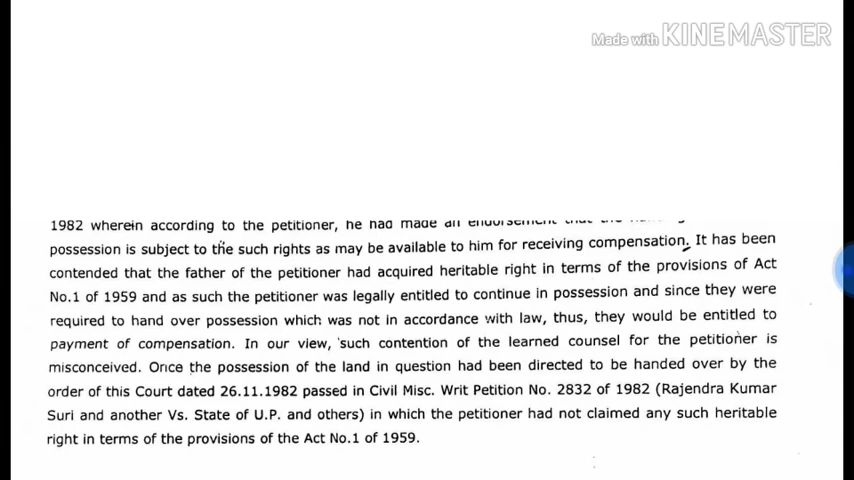 Made with KINEMASTER
1982 wherein according to the petitioner, he had made an endorsement that the
possession is subject to the such rights as may be available to him for receiving compensation. It has been
contended that the father of the petitioner had acquired heritable right in terms of the provisions of Act
No.1 of 1959 and as such the petitioner was legally entitled to continue in possession and since they were
required to hand over possession which was not in accordance with law, thus, they would be entitled to
payment of compensation. In our view, such contention of the learned counsel for the petitioner is
misconceived. Once the possession of the land in question had been directed to be handed over by the
order of this Court dated 26.11.1982 passed in Civil Misc. Writ Petition No. 2832 of 1982 (Rajendra Kumar
Suri and another Vs. State of U.P. and others) in which the petitioner had not claimed any such heritable
right in terms of the provisions of the Act No.1 of 1959.